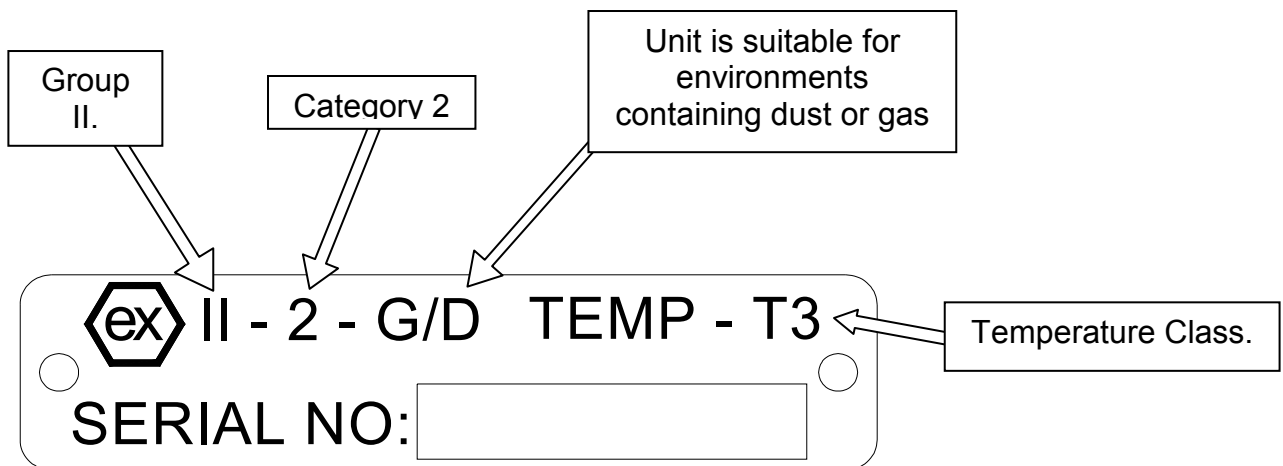 Unit is suitable for
environments
containing dust or gas
Group
II.
Category 2
ex II - 2 - G/D TEMP - T3
Temperature Class.
SERIAL NO: